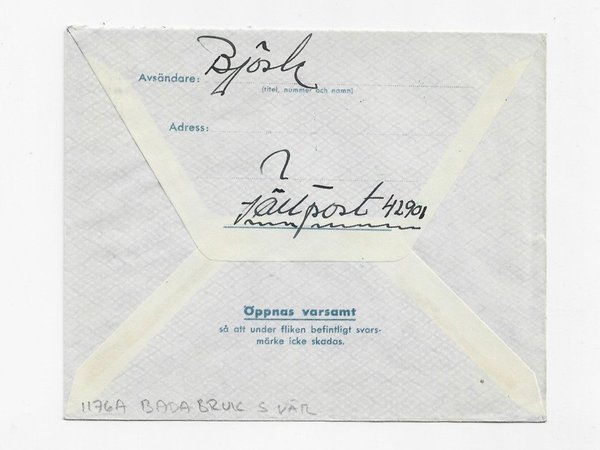 Björk
Avsändare:
(titel, nummer och namn)
Adress:
Fältpost 42901
Öppnas varsamt
så att under fliken befintligt svars-
märke icke skadas.
1176A BADABRUK S VÄR